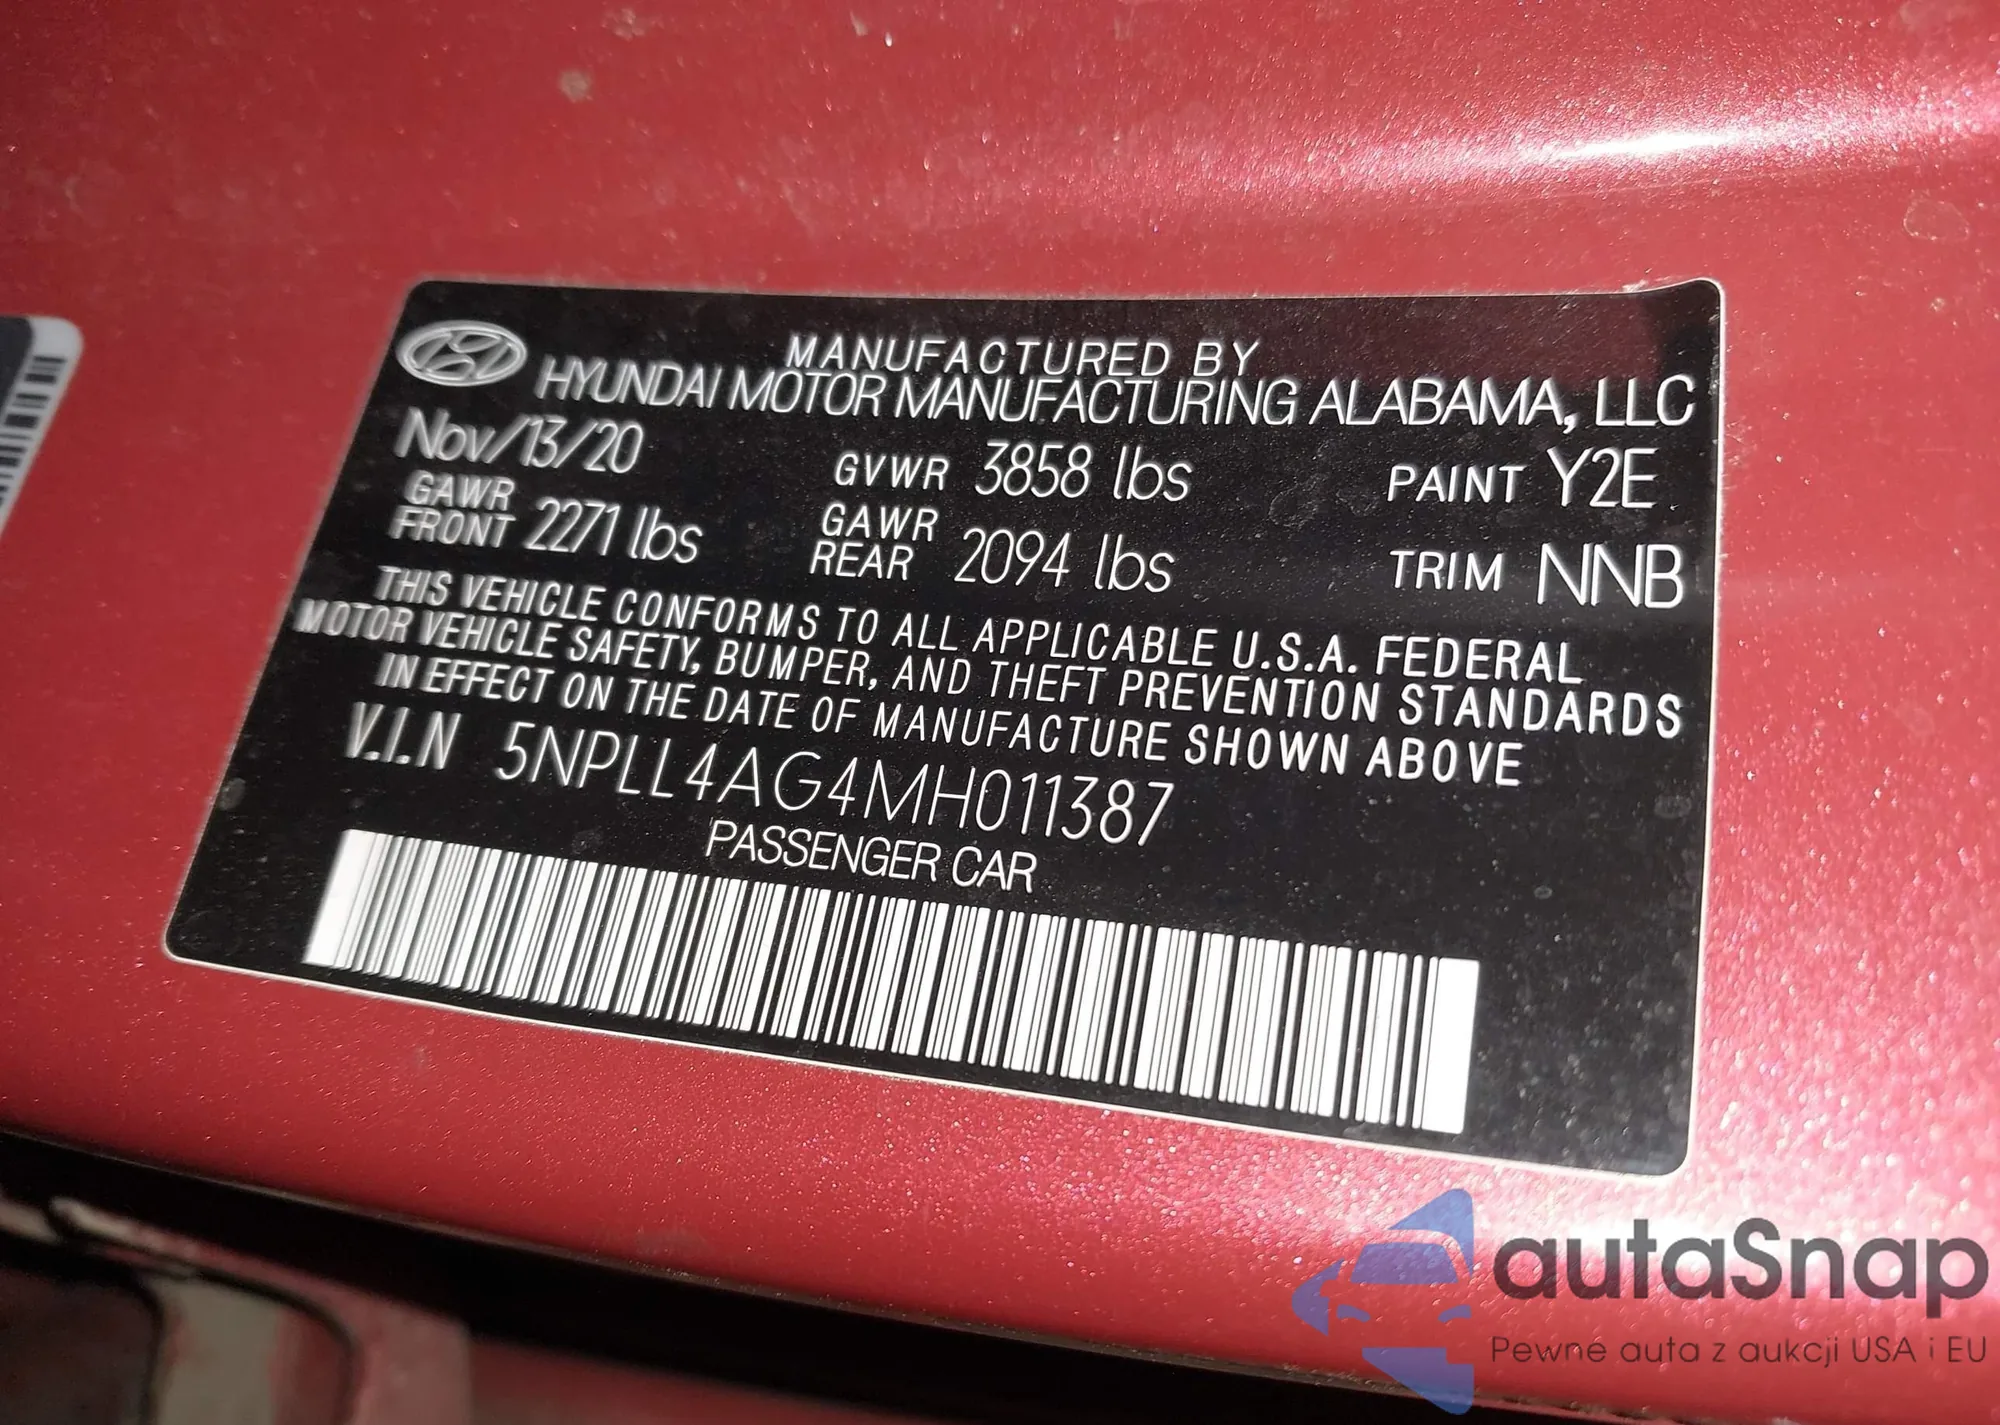 MANUFACTURED BY
HYUNDAI MOTOR MANUFACTURING ALABAMA, LLC
Nov/13/20 GVWR 3858 lbs PAINT Y2E
GAWR FRONT 2271 lbs GAWR REAR 2094 lbs TRIM NNB
THIS VEHICLE CONFORMS TO ALL APPLICABLE U.S.A. FEDERAL
MOTOR VEHICLE SAFETY, BUMPER, AND THEFT PREVENTION STANDARDS
IN EFFECT ON THE DATE OF MANUFACTURE SHOWN ABOVE
V.I.N 5NPLL4AG4MH011387
PASSENGER CAR
autaSnap
Pewne auta z aukcji USA i EU